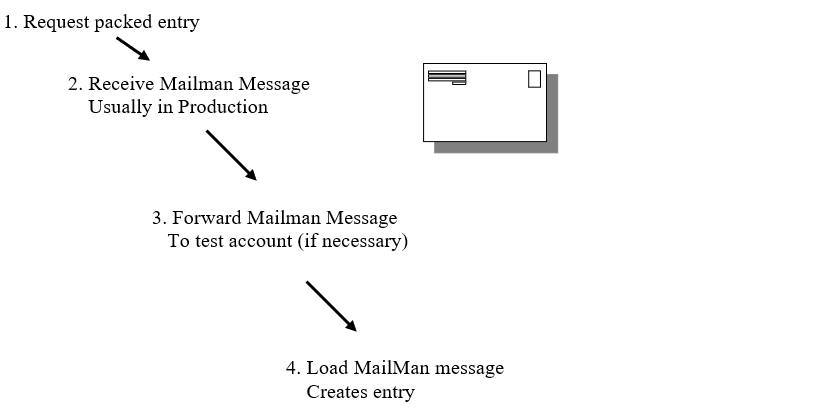 1. Request packed entry
2. Receive Mailman Message
Usually in Production
3. Forward Mailman Message
To test account (if necessary)
4. Load MailMan message
Creates entry